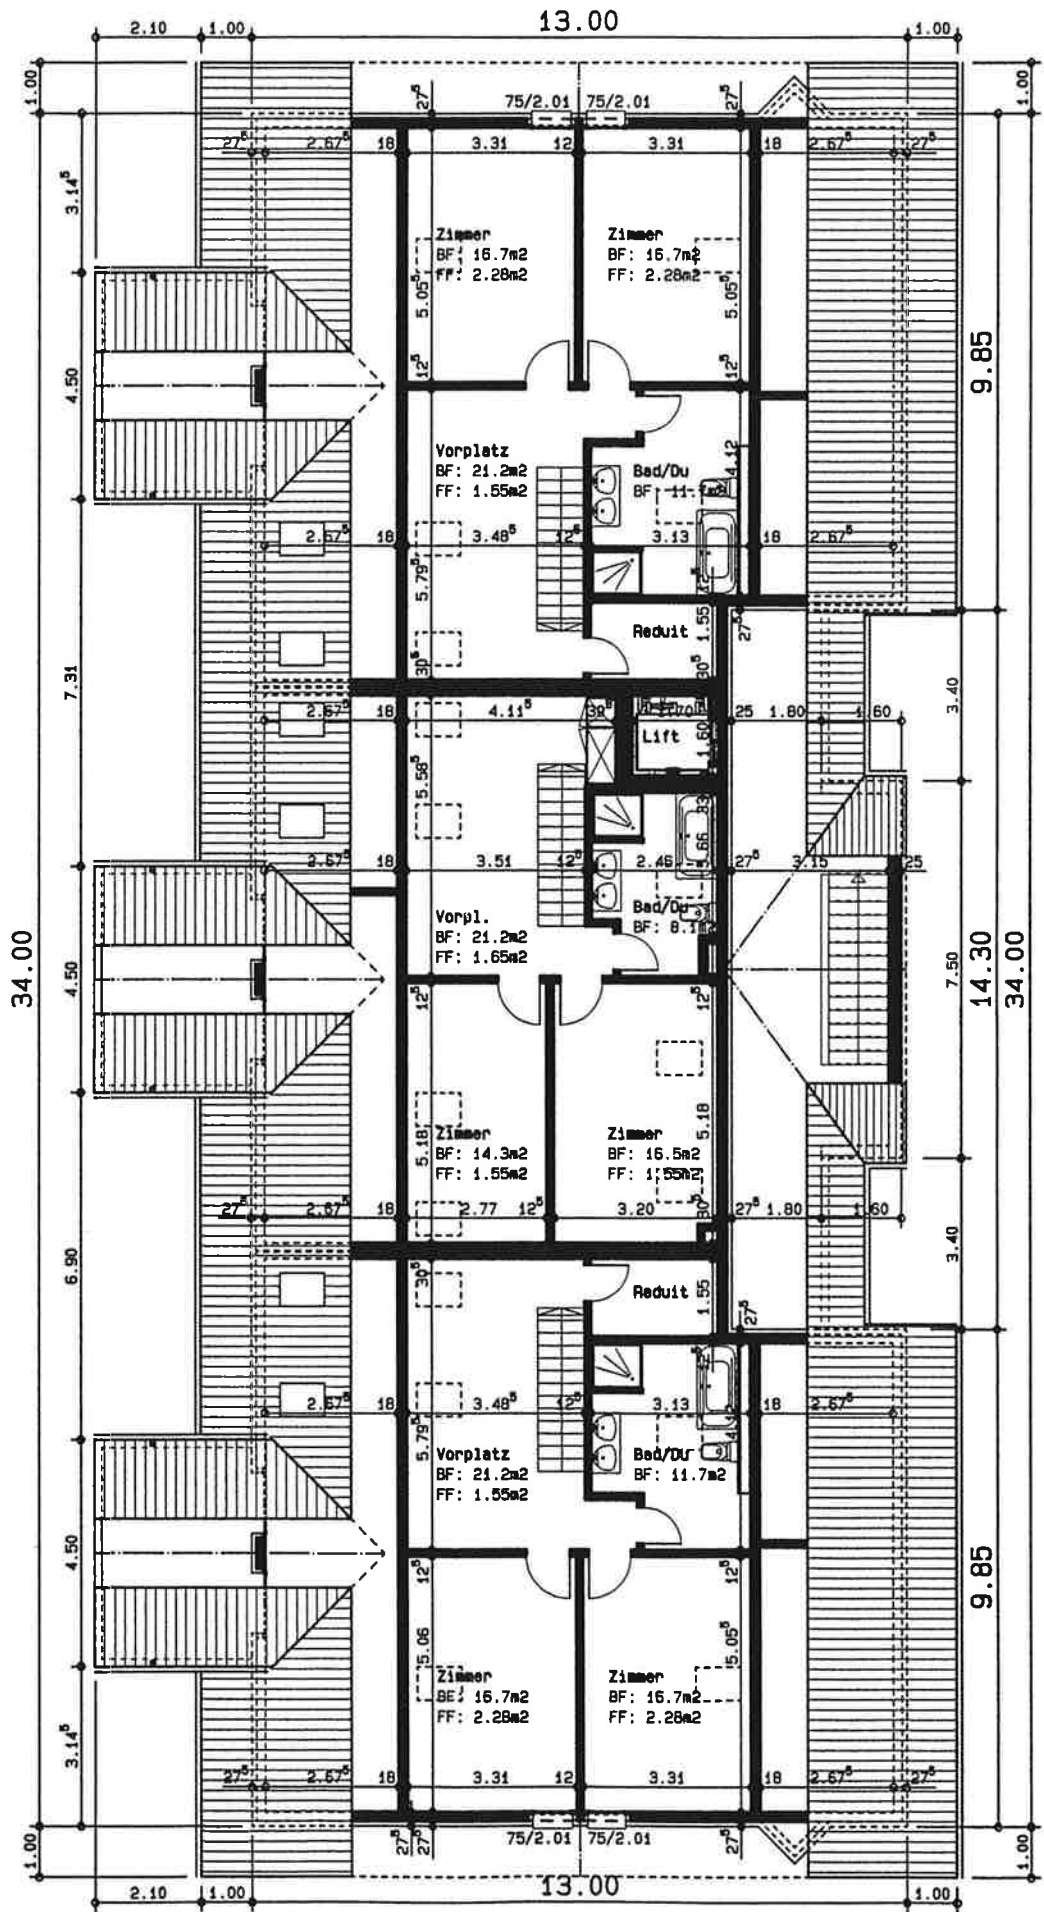 13.00
2.10 1.00 1.00
1.00 27⁵ 75/2.01 75/2.01 27⁵ 1.00
27⁵ 2.67⁵ 18 3.31 12 3.31 18 2.67⁵ 27⁵
3.14⁵
Zimmer
BF: 16.7m2
FF: 2.28m2
Zimmer
BF: 16.7m2
FF: 2.28m2
5.05⁵ 5.05⁵
9.85
4.50 12⁵ 12⁵
Vorplatz
BF: 21.2m2
FF: 1.55m2
Bad/Du
4.12
2.67⁵ 18 3.48⁵ 12⁵ 3.13 18 2.67⁵
5.79⁵ 12
Reduit
1.55 27⁵
30⁵ 30⁵
7.31 3.40
2.67⁵ 18 4.11⁵ 25 1.80 1.60
Lift
1.60
5.58⁵
2.67⁵ 18 3.51 12⁵ 2.46 27⁵ 3.15 25
Vorpl.
BF: 21.2m2
FF: 1.65m2
Bad/Du
34.00 4.50 7.50 14.30 34.00
12⁵ 12⁵
5.18 5.18
Zimmer
BF: 14.3m2
FF: 1.55m2
Zimmer
BF: 16.5m2
FF: 1.55m2
27⁵ 2.67⁵ 18 2.77 12⁵ 3.20 30⁵ 27⁵ 1.80 1.60
6.90 30⁵ 3.40
Reduit
1.55 27⁵
2.67⁵ 18 3.48⁵ 12⁵ 3.13 18 2.67⁵
5.79⁵
Vorplatz
BF: 21.2m2
FF: 1.55m2
Bad/Du
BF: 11.7m2
4.50 12⁵ 12⁵ 9.85
5.06 5.05⁵
Zimmer
BF: 16.7m2
FF: 2.28m2
Zimmer
BF: 16.7m2
FF: 2.28m2
3.14⁵
27⁵ 2.67⁵ 18 3.31 12 3.31 18 2.67⁵ 27⁵
1.00 27⁵ 27⁵ 75/2.01 75/2.01 27⁵ 1.00
13.00
2.10 1.00 1.00